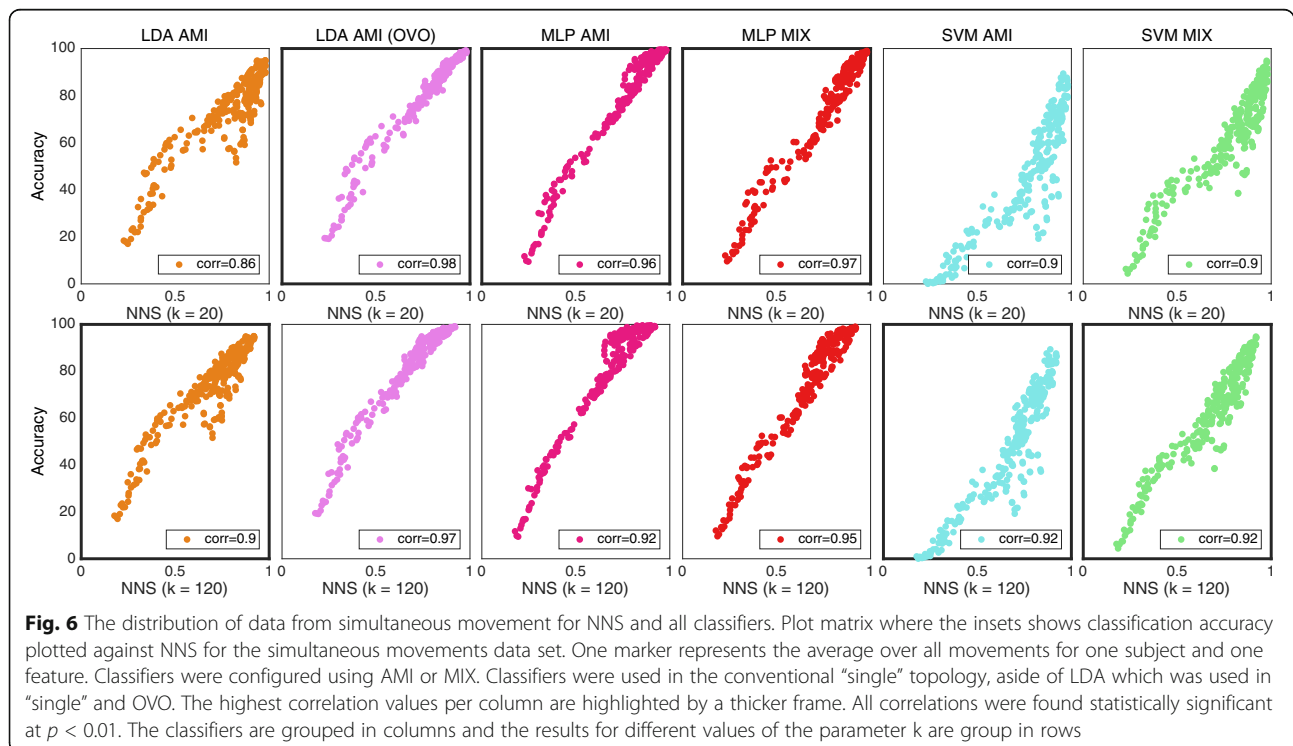 LDA AMI
LDA AMI (OVO)
MLP AMI
MLP MIX
SVM AMI
SVM MIX
100
80
60
40
20
0
Accuracy
corr=0.86
corr=0.98
corr=0.96
corr=0.97
corr=0.9
corr=0.9
0 0.5 1 0 0.5 1 0 0.5 1 0 0.5 1 0 0.5 1 0 0.5 1
NNS (k = 20) NNS (k = 20) NNS (k = 20) NNS (k = 20) NNS (k = 20) NNS (k = 20)
100
80
60
40
20
0
Accuracy
corr=0.9
corr=0.97
corr=0.92
corr=0.95
corr=0.92
corr=0.92
0 0.5 1 0 0.5 1 0 0.5 1 0 0.5 1 0 0.5 1 0 0.5 1
NNS (k = 120) NNS (k = 120) NNS (k = 120) NNS (k = 120) NNS (k = 120) NNS (k = 120)
Fig. 6 The distribution of data from simultaneous movement for NNS and all classifiers. Plot matrix where the insets shows classification accuracy
plotted against NNS for the simultaneous movements data set. One marker represents the average over all movements for one subject and one
feature. Classifiers were configured using AMI or MIX. Classifiers were used in the conventional “single” topology, aside of LDA which was used in
“single” and OVO. The highest correlation values per column are highlighted by a thicker frame. All correlations were found statistically significant
at p < 0.01. The classifiers are grouped in columns and the results for different values of the parameter k are group in rows